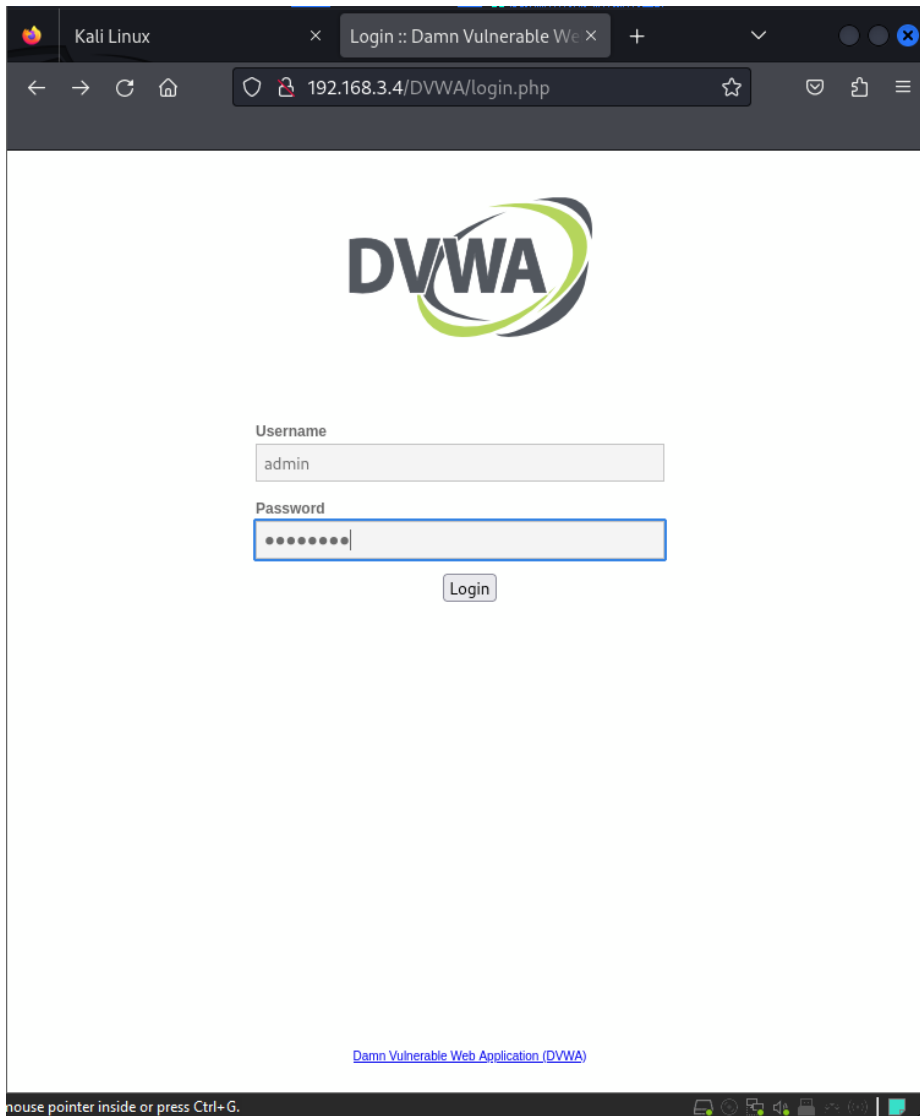 Kali Linux
Login :: Damn Vulnerable We
192.168.3.4/DVWA/login.php
DVWA
Username
admin
Password
Login
Damn Vulnerable Web Application (DVWA)
mouse pointer inside or press Ctrl+G.